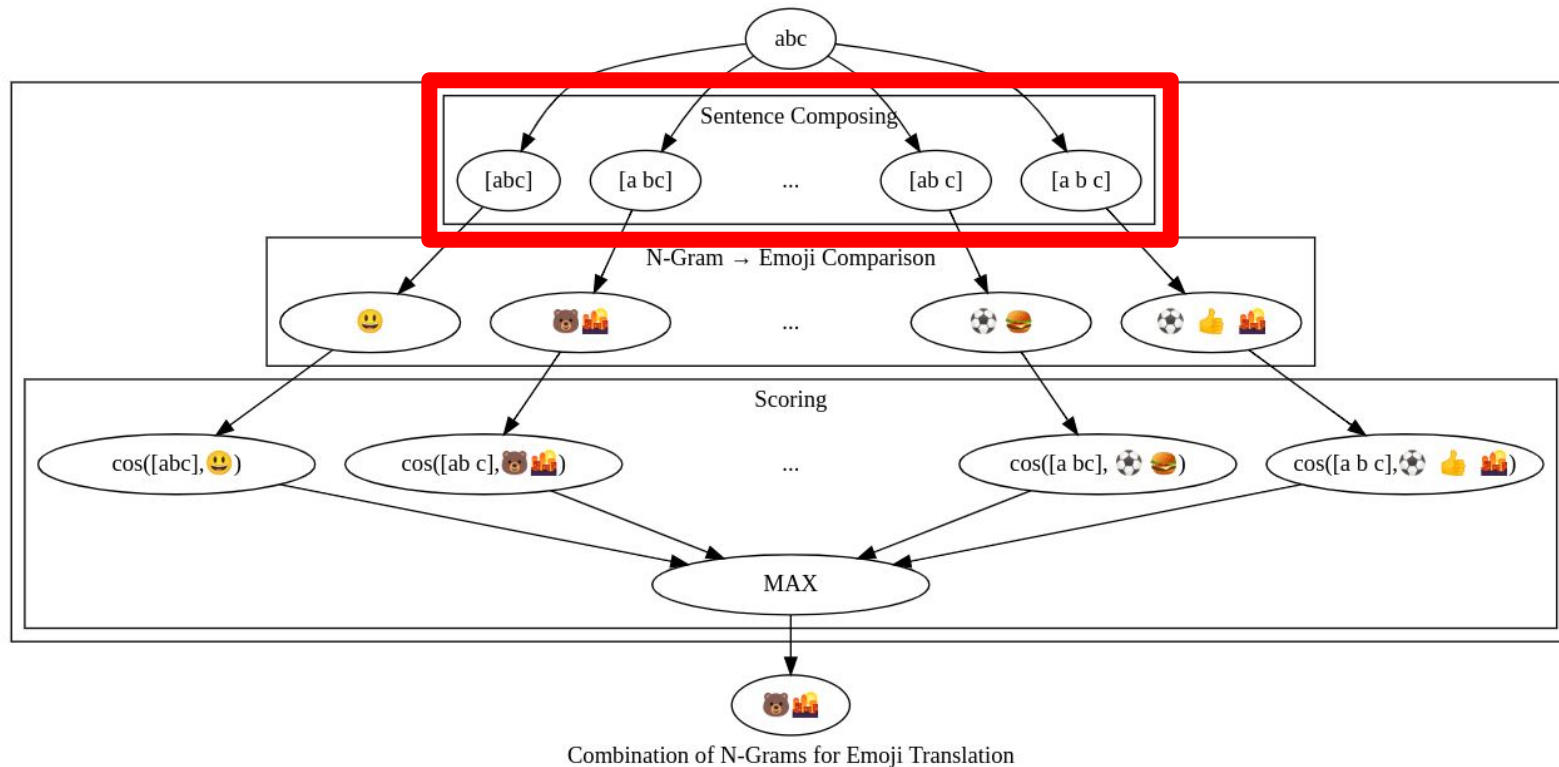 abc
Sentence Composing
[abc] [a bc] ... [ab c] [a b c]
N-Gram → Emoji Comparison
😃 🐻🌇 ... ⚽ 🍔 ⚽ 👍 🌇
Scoring
cos([abc],😃) cos([ab c],🐻🌇) ... cos([a bc], ⚽ 🍔) cos([a b c],⚽ 👍 🌇)
MAX
🐻🌇
Combination of N-Grams for Emoji Translation